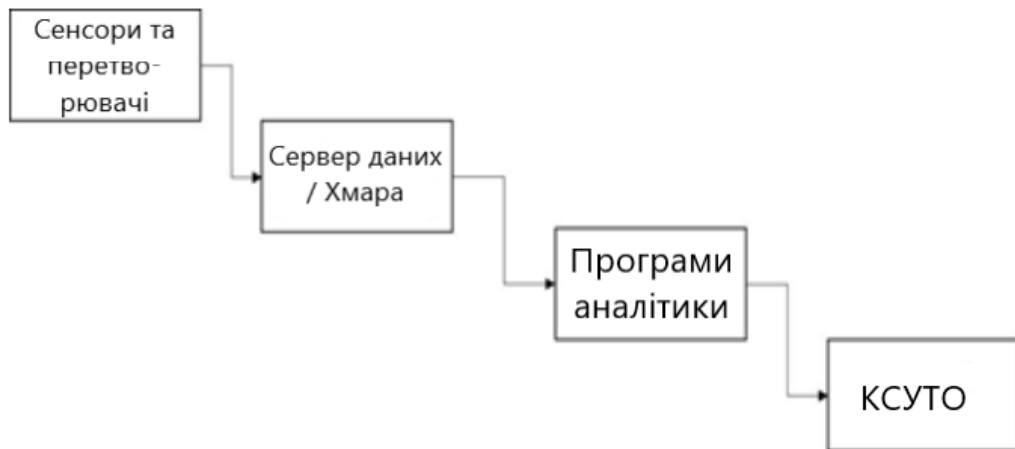 Сенсори та
перетво-
рювачі
Сервер даних
/ Хмара
Програми
аналітики
КСУТО